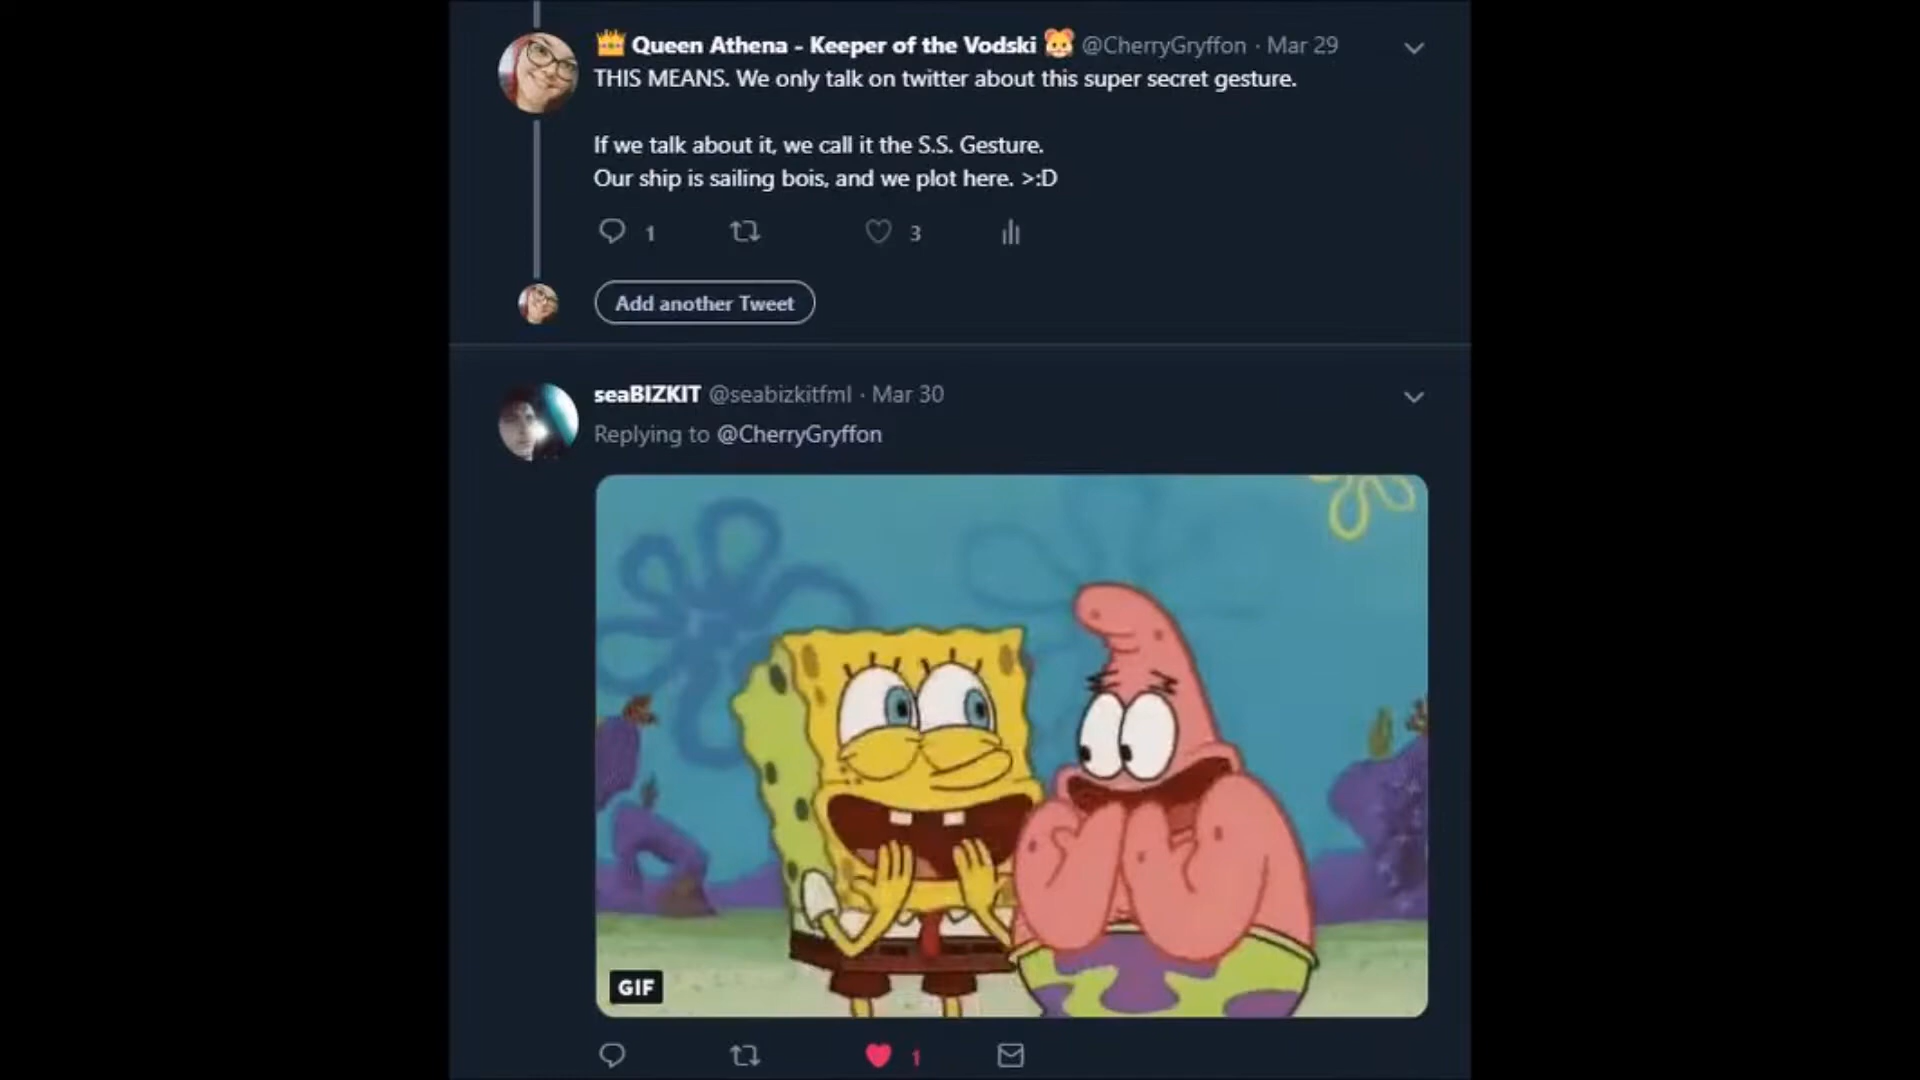 👑 Queen Athena - Keeper of the Vodski 🐹 @CherryGryffon · Mar 29
THIS MEANS. We only talk on twitter about this super secret gesture.
If we talk about it, we call it the S.S. Gesture.
Our ship is sailing bois, and we plot here. >:D
1 3
Add another Tweet
seaBIZKIT @seabizkitfml · Mar 30
Replying to @CherryGryffon
GIF
1